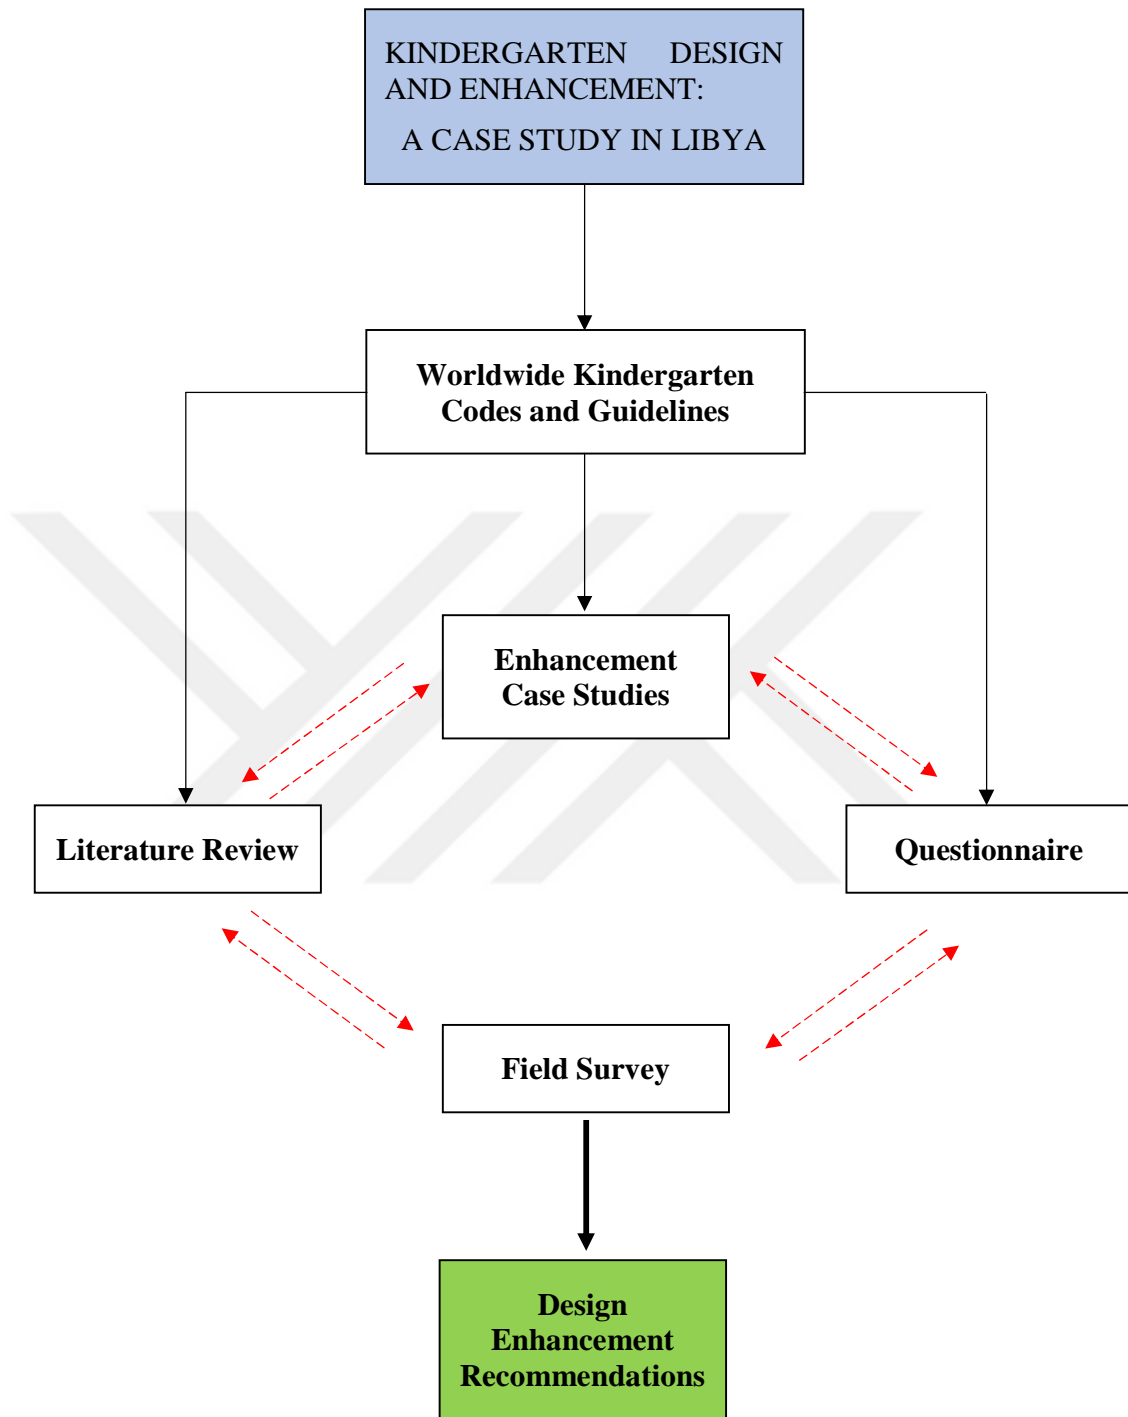 KINDERGARTEN DESIGN
AND ENHANCEMENT:
A CASE STUDY IN LIBYA
Worldwide Kindergarten
Codes and Guidelines
Enhancement
Case Studies
Literature Review
Questionnaire
Field Survey
Design
Enhancement
Recommendations